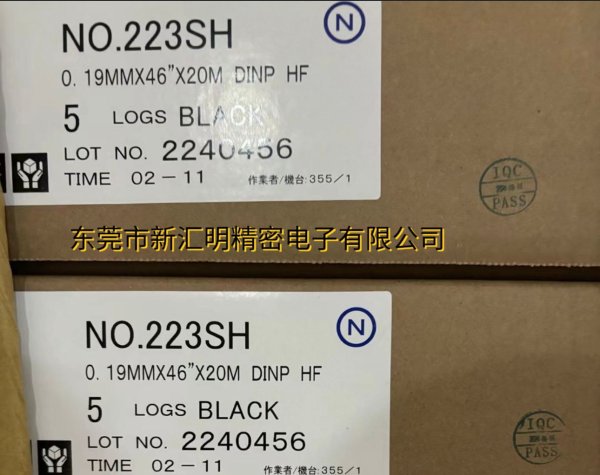 NO.223SH
N
0.19MMX46"X20M DINP HF
5 LOGS BLACK
LOT NO. 2240456
TIME 02-11 作業者/機台:355/1
IQC
PASS
东莞市新汇明精密电子有限公司
NO.223SH
N
0.19MMX46"X20M DINP HF
5 LOGS BLACK
LOT NO. 2240456
TIME 02-11 作業者/機台:355/1
IQC
PASS